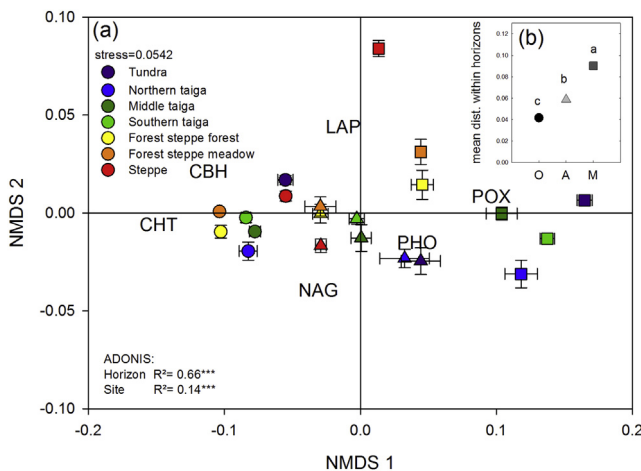 (a)
stress=0.0542
Tundra
Northern taiga
Middle taiga
Southern taiga
Forest steppe forest
Forest steppe meadow
Steppe
LAP
CBH
CHT
NAG
PHO
POX
ADONIS:
Horizon R²= 0.66***
Site R²= 0.14***
NMDS 2
0.10
0.05
0.00
-0.05
-0.10
-0.2 -0.1 0.0 0.1 0.2
NMDS 1
(b)
mean dist. within horizons
0.12
0.10
0.08
0.06
0.04
0.02
0.00
c b a
O A M